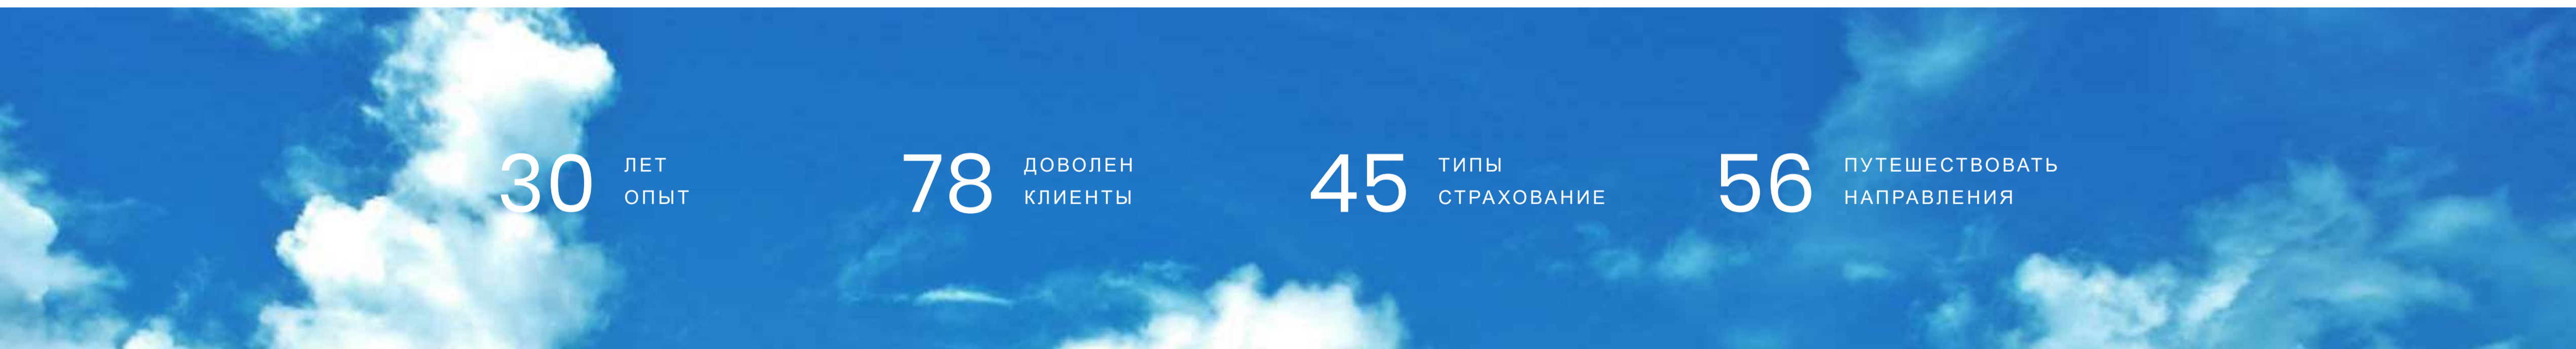 30
ЛЕТ
ОПЫТ
78
ДОВОЛЕН
КЛИЕНТЫ
45
ТИПЫ
СТРАХОВАНИЕ
56
ПУТЕШЕСТВОВАТЬ
НАПРАВЛЕНИЯ